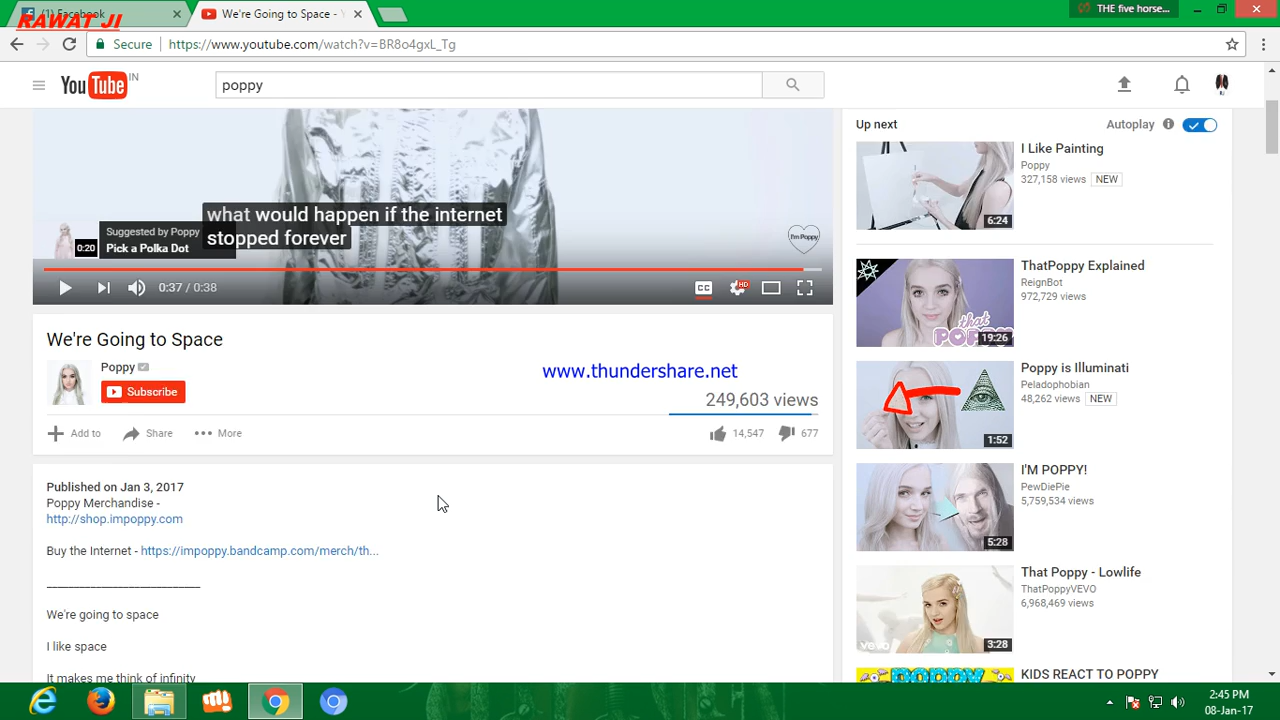 (1) Facebook
RAWAT JI
We're Going to Space -
THE five horse...
Secure
https://www.youtube.com/watch?v=BR8o4gxL_Tg
YouTube IN
poppy
what would happen if the internet
stopped forever
Suggested by Poppy
Pick a Polka Dot
0:20
I'm Poppy
0:37 / 0:38
CC
HD
We're Going to Space
Poppy
Subscribe
www.thundershare.net
249,603 views
Add to
Share
More
14,547
677
Published on Jan 3, 2017
Poppy Merchandise -
http://shop.impoppy.com
Buy the Internet - https://impoppy.bandcamp.com/merch/th...
We're going to space
I like space
It makes me think of infinity
Up next
Autoplay
I Like Painting
Poppy
327,158 views NEW
6:24
ThatPoppy Explained
ReignBot
972,729 views
that
POPPY
19:26
Poppy is Illuminati
Peladophobian
48,262 views NEW
1:52
I'M POPPY!
PewDiePie
5,759,534 views
5:28
That Poppy - Lowlife
ThatPoppyVEVO
6,968,469 views
vevo
3:28
KIDS REACT TO POPPY
POPPY
2:45 PM
08-Jan-17